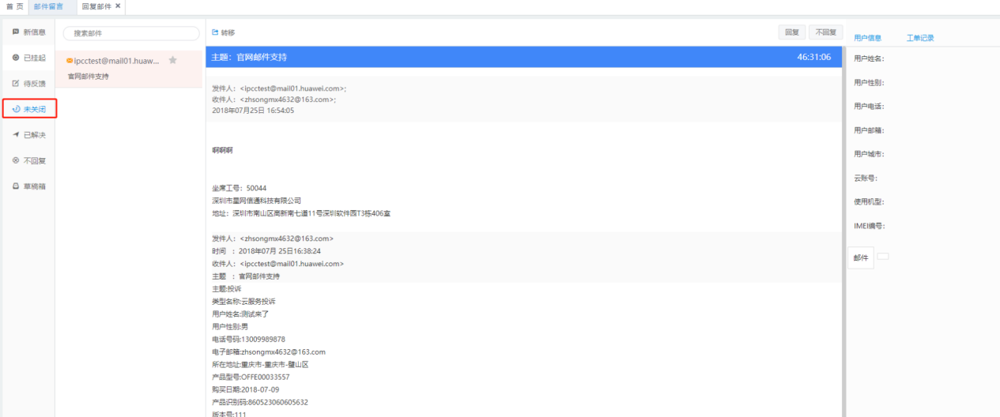 首 页 邮件留言 回复邮件 ×
新信息
已挂起
待反馈
未关闭
已解决
不回复
草稿箱
搜素邮件
ipcctest@mail01.huaw...
官网邮件支持
转移 回复 不回复
主题：官网邮件支持 46:31:06
发件人：<ipcctest@mail01.huawei.com>;
收件人：<zhsongmx4632@163.com>;
2018年07月25日 16:54:05
啊啊啊
坐席工号：50044
深圳市星网信通科技有限公司
地址：深圳市南山区高新南七道11号深圳软件园T3栋406室
发件人：<zhsongmx4632@163.com>
时间 ：2018年07月 25日16:38:24
收件人：<ipcctest@mail01.huawei.com>
主题 ：官网邮件支持
主题:投诉
类型名称:云服务投诉
用户姓名:测试来了
用户性别:男
电话号码:13009989878
电子邮箱:zhsongmx4632@163.com
所在地址:重庆市-重庆市-璧山区
产品型号:OFFE00033557
购买日期:2018-07-09
产品识别码:860523060605632
版本号:111
用户信息 工单记录
用户姓名：
用户性别：
用户电话：
用户邮箱：
用户城市：
云账号：
使用机型：
IMEI编号：
邮件